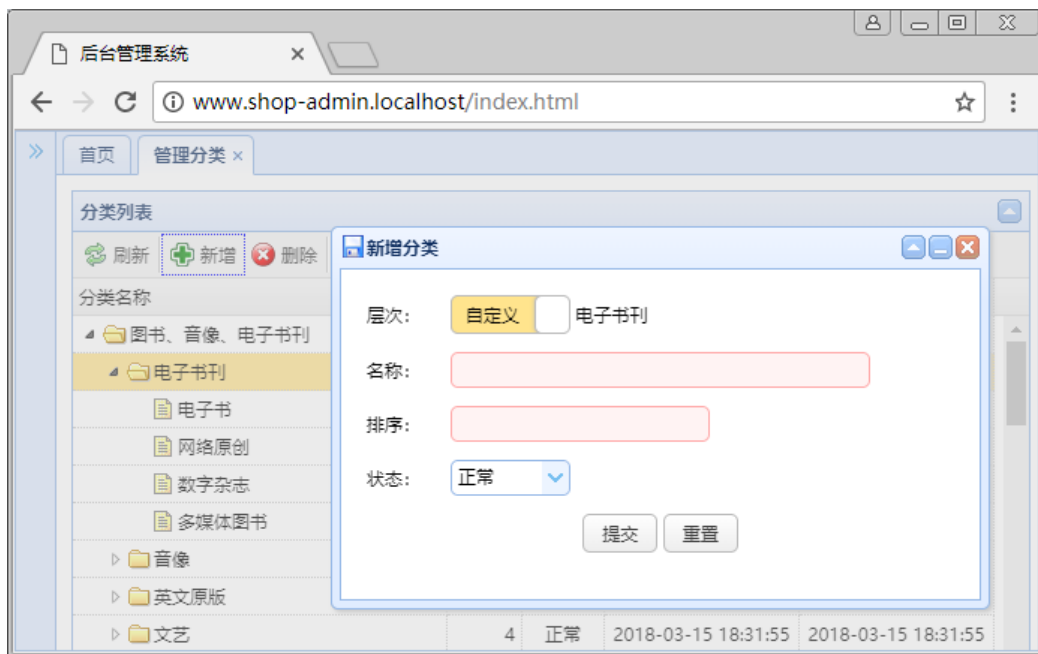 后台管理系统
www.shop-admin.localhost/index.html
首页 管理分类
分类列表
刷新 新增 删除
分类名称
图书、音像、电子书刊
电子书刊
电子书
网络原创
数字杂志
多媒体图书
音像
英文原版
文艺 4 正常 2018-03-15 18:31:55 2018-03-15 18:31:55
新增分类
层次: 自定义 电子书刊
名称:
排序:
状态: 正常
提交 重置